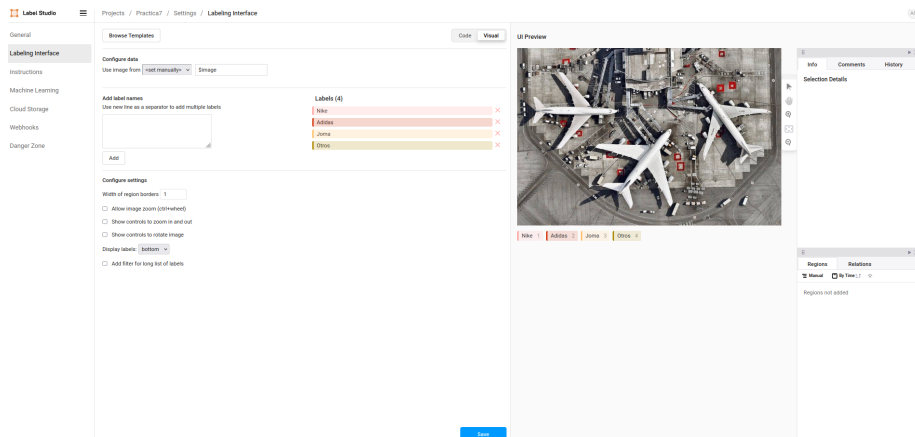 Label Studio
Projects / Practica7 / Settings / Labeling Interface
General
Labeling Interface
Instructions
Machine Learning
Cloud Storage
Webhooks
Danger Zone
Browse Templates
Code Visual
Configure data
Use image from <set manually> $image
Add label names
Use new line as a separator to add multiple labels
Add
Labels (4)
Nike
Adidas
Joma
Otros
Configure settings
Width of region borders 1
Allow image zoom (ctrl+wheel)
Show controls to zoom in and out
Show controls to rotate image
Display labels: bottom
Add filter for long list of labels
Save
UI Preview
Nike 1 Adidas 2 Joma 3 Otros 4
Info Comments History
Selection Details
Regions Relations
Manual By Time
Regions not added